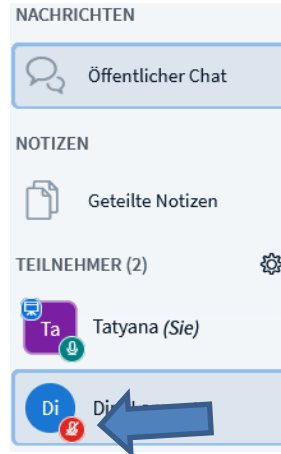 NACHRICHTEN
Öffentlicher Chat
NOTIZEN
Geteilte Notizen
TEILNEHMER (2)
Ta Tatyana (Sie)
Di